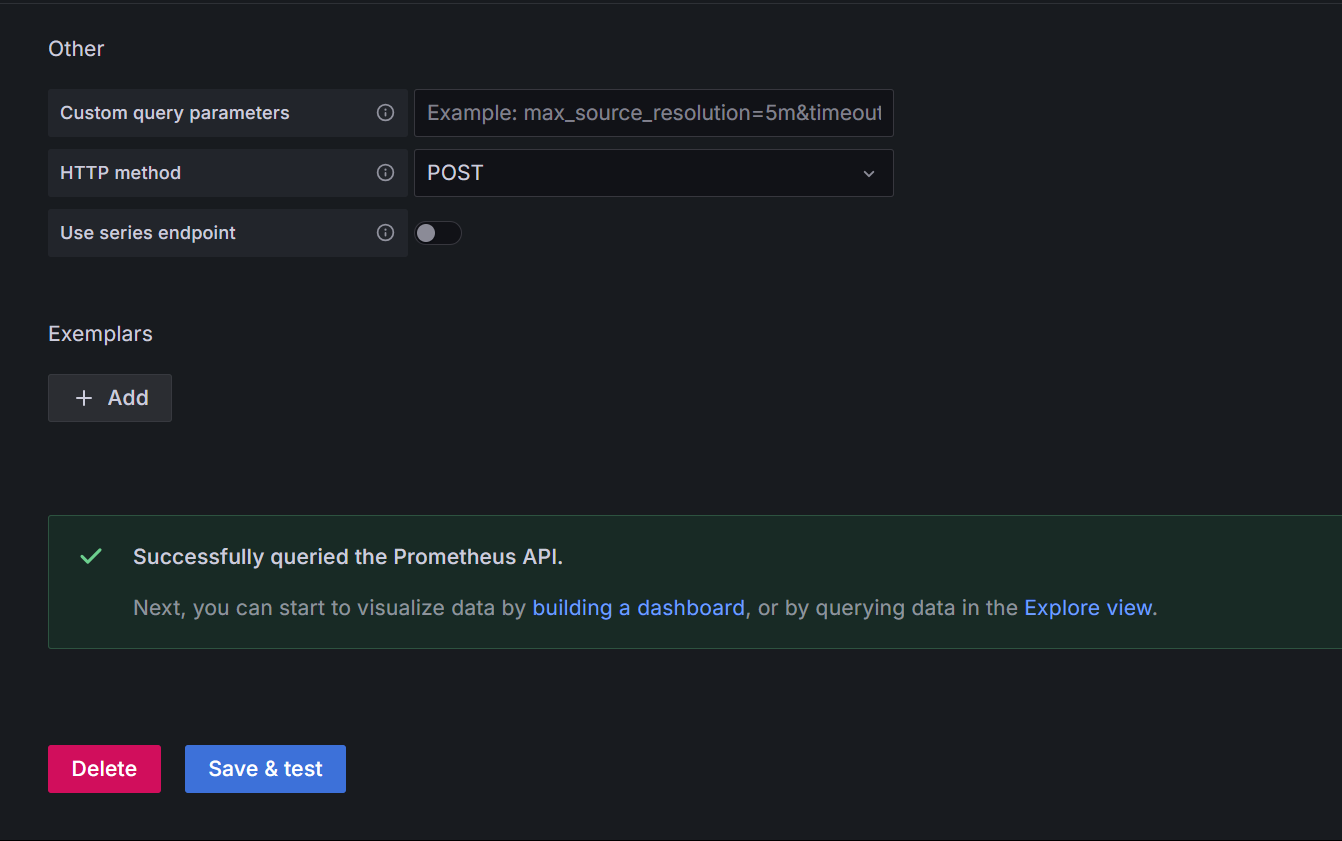 Other
Custom query parameters
Example: max_source_resolution=5m&timeout
HTTP method
POST
Use series endpoint
Exemplars
+ Add
Successfully queried the Prometheus API.
Next, you can start to visualize data by building a dashboard, or by querying data in the Explore view.
Delete
Save & test